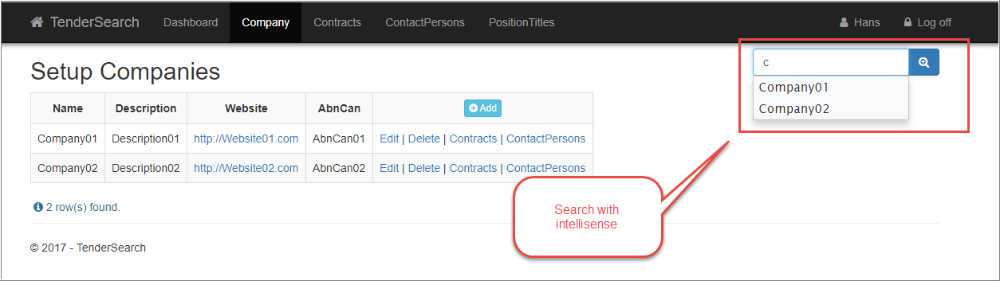 TenderSearch Dashboard Company Contracts ContactPersons PositionTitles Hans Log off
c
Company01
Company02
Setup Companies
Name Description Website AbnCan Add
Company01 Description01 http://Website01.com AbnCan01 Edit | Delete | Contracts | ContactPersons
Company02 Description02 http://Website02.com AbnCan02 Edit | Delete | Contracts | ContactPersons
Search with
intellisense
2 row(s) found.
© 2017 - TenderSearch